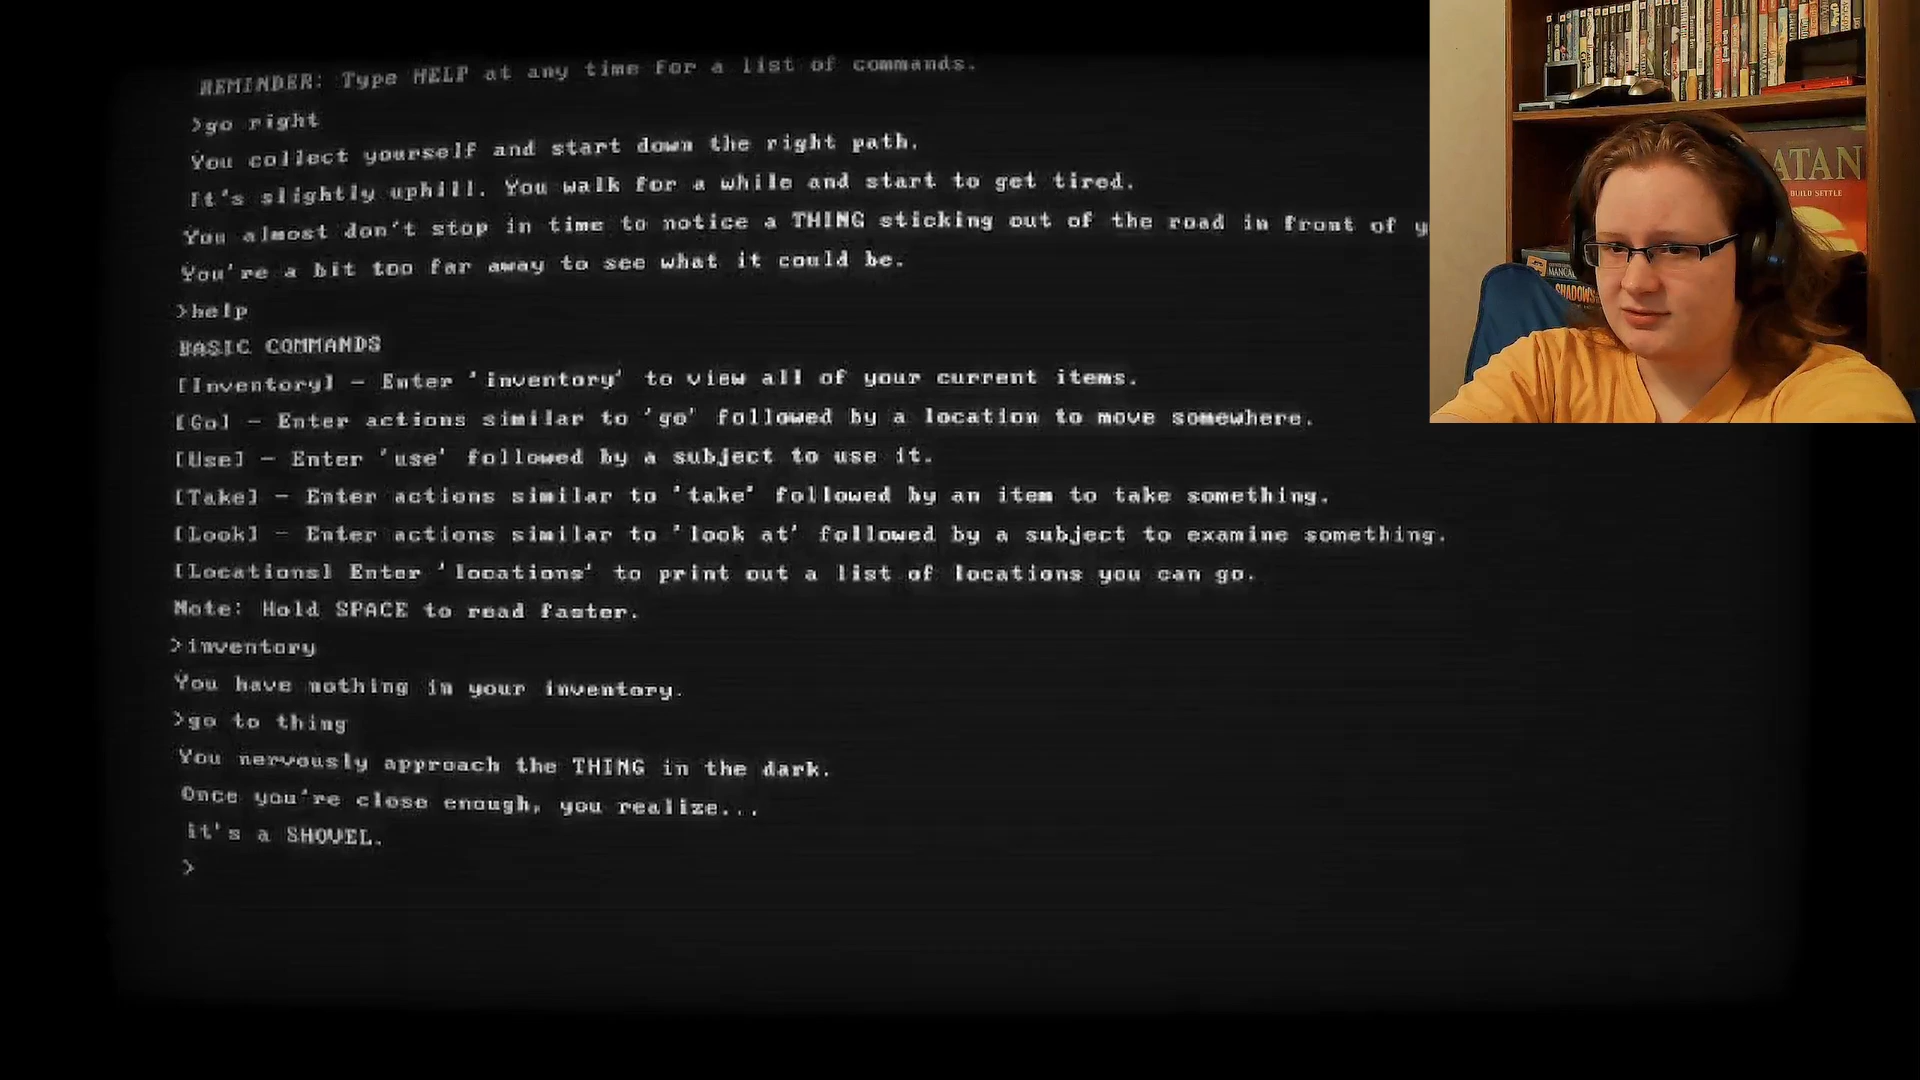 REMINDER: Type HELP at any time for a list of commands.
>go right
You collect yourself and start down the right path.
It's slightly uphill. You walk for a while and start to get tired.
You almost don't stop in time to notice a THING sticking out of the road in front of y
You're a bit too far away to see what it could be.
>help
BASIC COMMANDS
[Inventory] - Enter 'inventory' to view all of your current items.
[Go] - Enter actions similar to 'go' followed by a location to move somewhere.
[Use] - Enter 'use' followed by a subject to use it.
[Take] - Enter actions similar to 'take' followed by an item to take something.
[Look] - Enter actions similar to 'look at' followed by a subject to examine something.
[Locations] Enter 'locations' to print out a list of locations you can go.
Note: Hold SPACE to read faster.
>inventory
You have nothing in your inventory.
>go to thing
You nervously approach the THING in the dark.
Once you're close enough, you realize...
it's a SHOVEL.
>
ATAN
BUILD SETTLE
SHADOWS